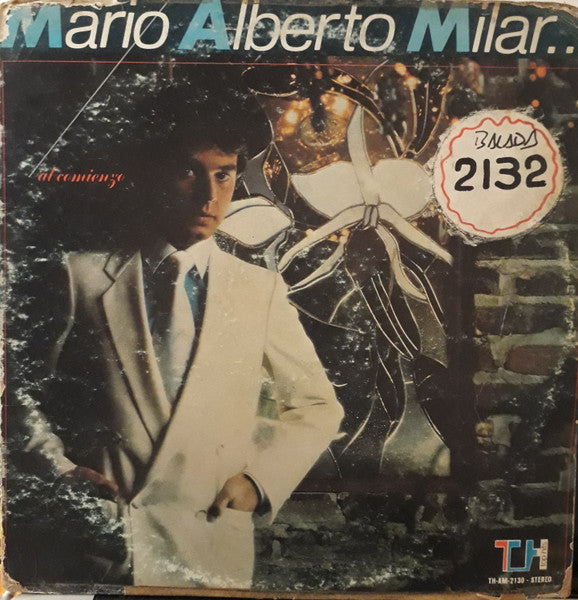 Mario Alberto Milar..
al comienzo
BALADA
2132
TH
TH-AM-2130 - STEREO